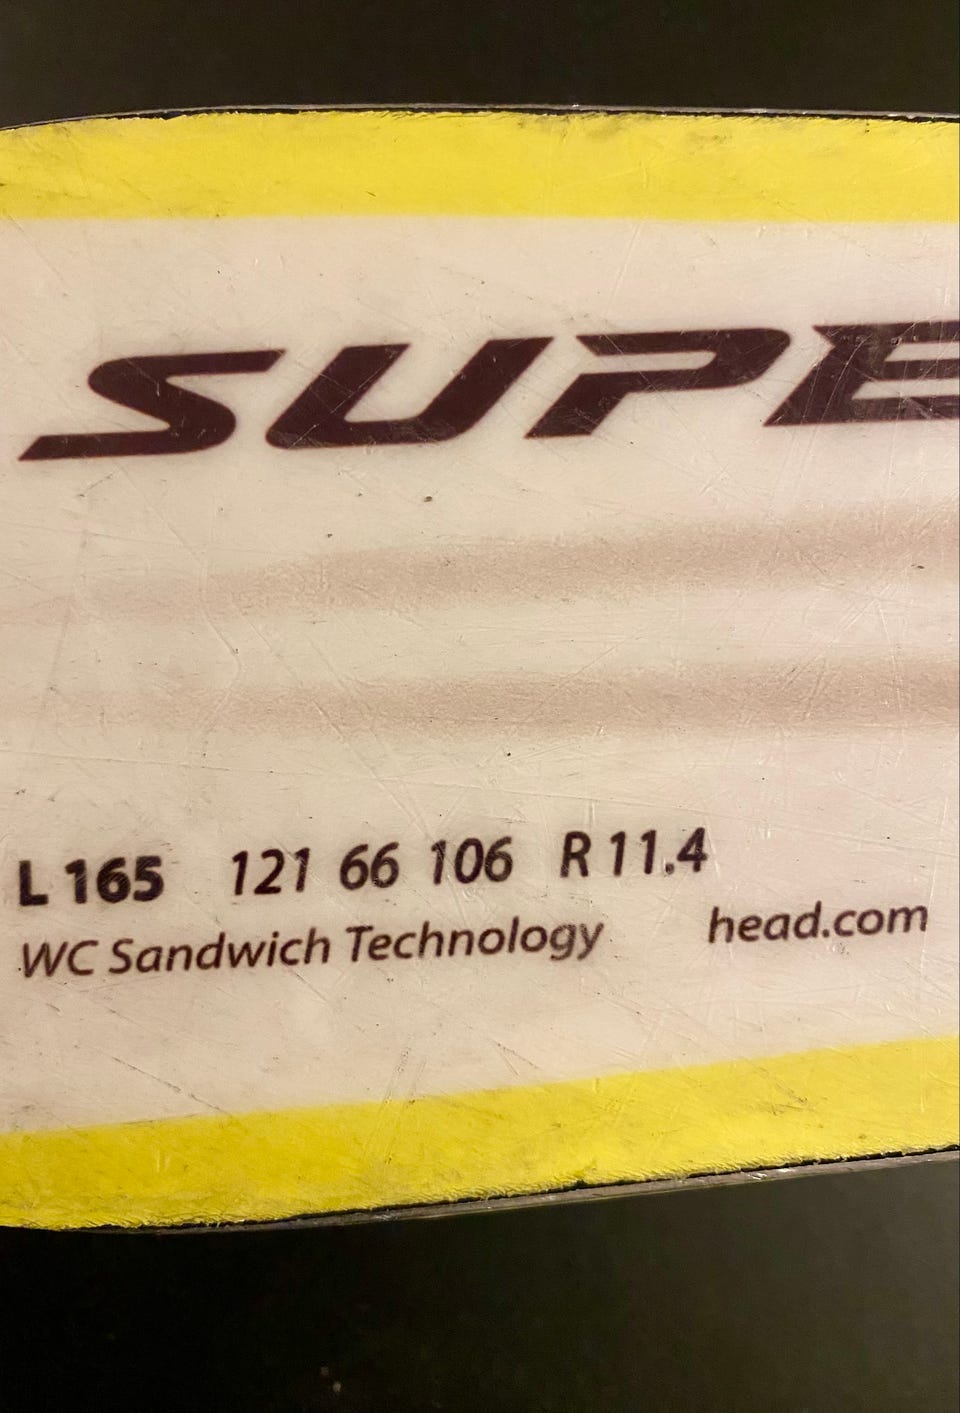 SUPE
L 165 121 66 106 R 11.4
WC Sandwich Technology head.com